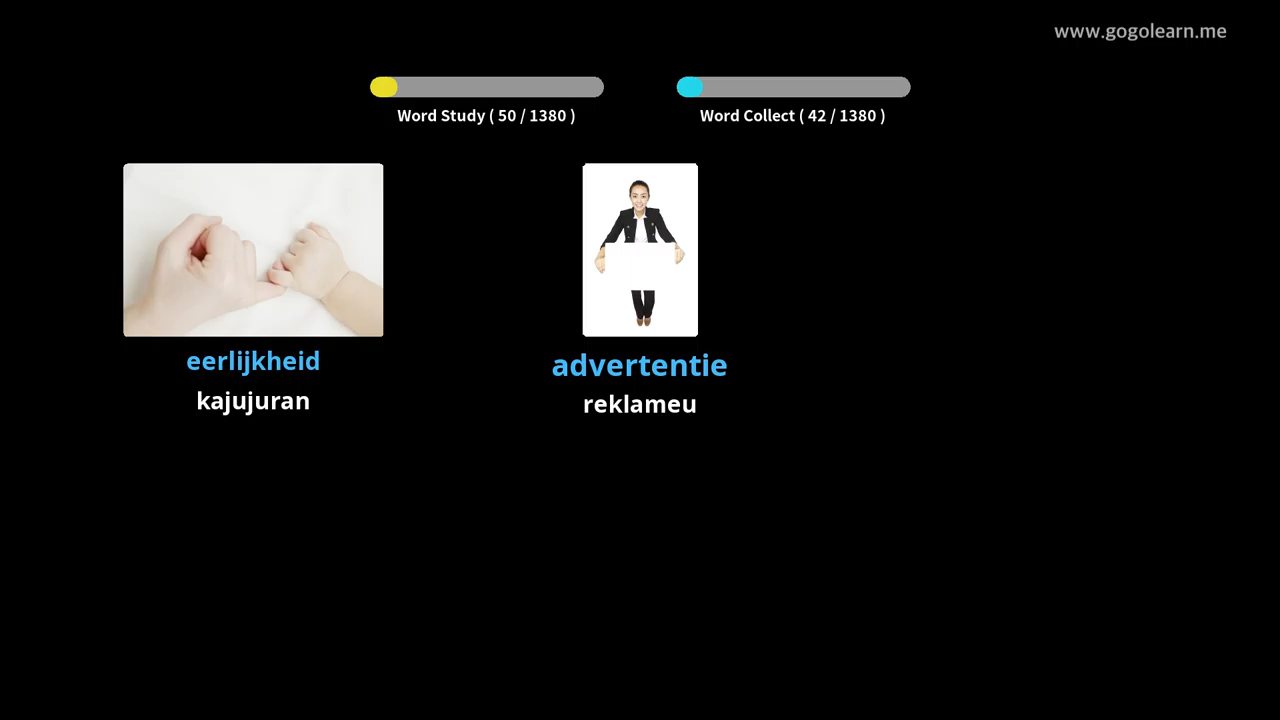 www.gogolearn.me
Word Study ( 50 / 1380 )
Word Collect ( 42 / 1380 )
eerlijkheid
kajujuran
advertentie
reklameu